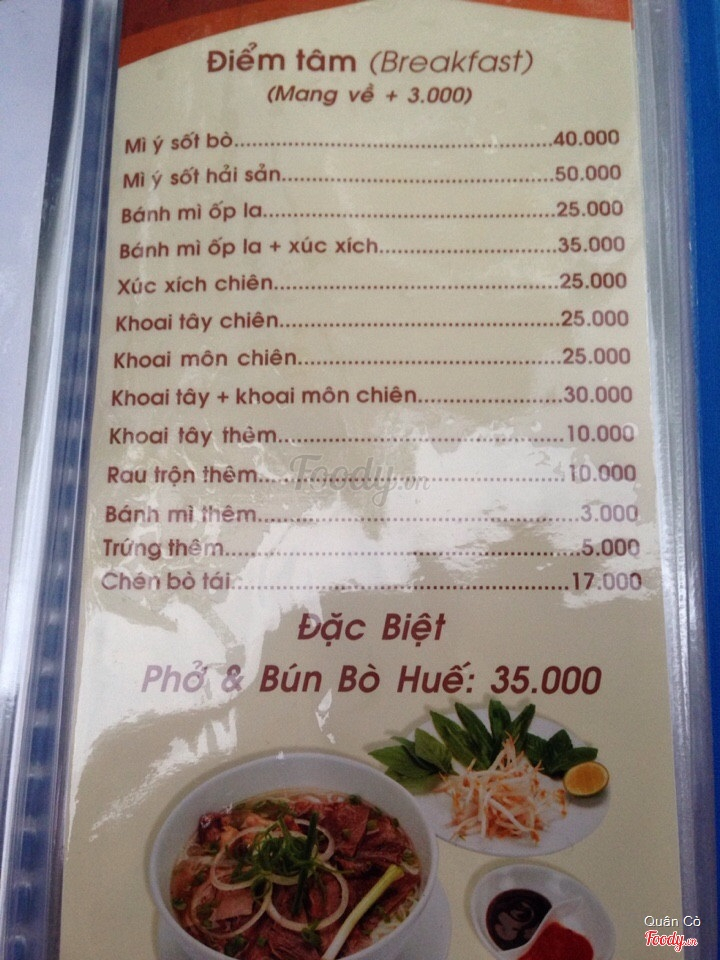 Điểm tâm (Breakfast)
(Mang về + 3.000)
Mì ý sốt bò........................................40.000
Mì ý sốt hải sản..................................50.000
Bánh mì ốp la....................................25.000
Bánh mì ốp la + xúc xích......................35.000
Xúc xích chiên...................................25.000
Khoai tây chiên..................................25.000
Khoai môn chiên................................25.000
Khoai tây + khoai môn chiên..................30.000
Khoai tây thêm..................................10.000
Rau trộn thêm...................................10.000
Bánh mì thêm....................................3.000
Trứng thêm.......................................5.000
Chén bò tái.......................................17.000
Foody.vn
Đặc Biệt
Phở & Bún Bò Huế: 35.000
Quân Cò
Foody.vn